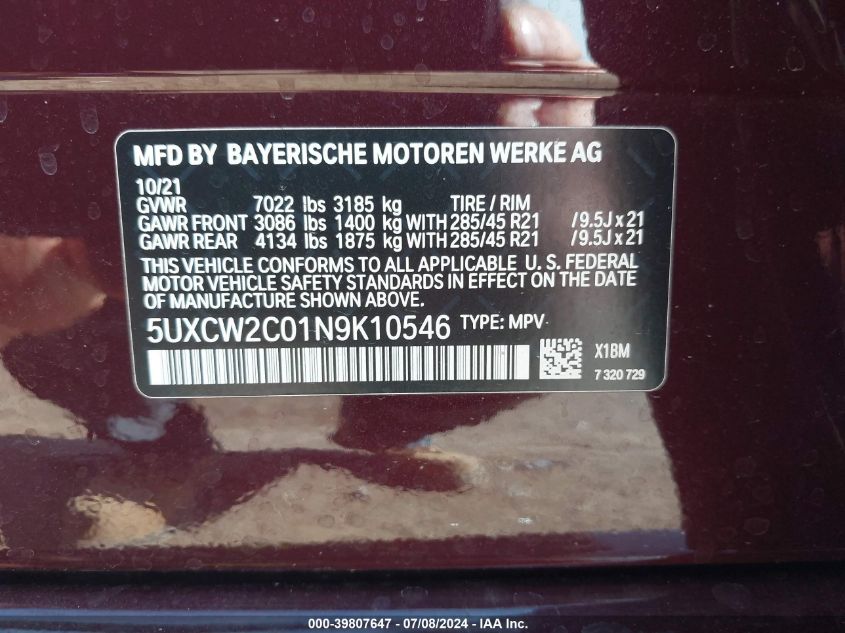 MFD BY BAYERISCHE MOTOREN WERKE AG
10/21
GVWR 7022 lbs 3185 kg TIRE / RIM
GAWR FRONT 3086 lbs 1400 kg WITH 285/45 R21 /9.5J x 21
GAWR REAR 4134 lbs 1875 kg WITH 285/45 R21 /9.5J x 21
THIS VEHICLE CONFORMS TO ALL APPLICABLE U. S. FEDERAL
MOTOR VEHICLE SAFETY STANDARDS IN EFFECT ON THE DATE
OF MANUFACTURE SHOWN ABOVE.
5UXCW2C01N9K10546 TYPE: MPV
X1BM
7 320 729
000-39807647 - 07/08/2024 - IAA Inc.